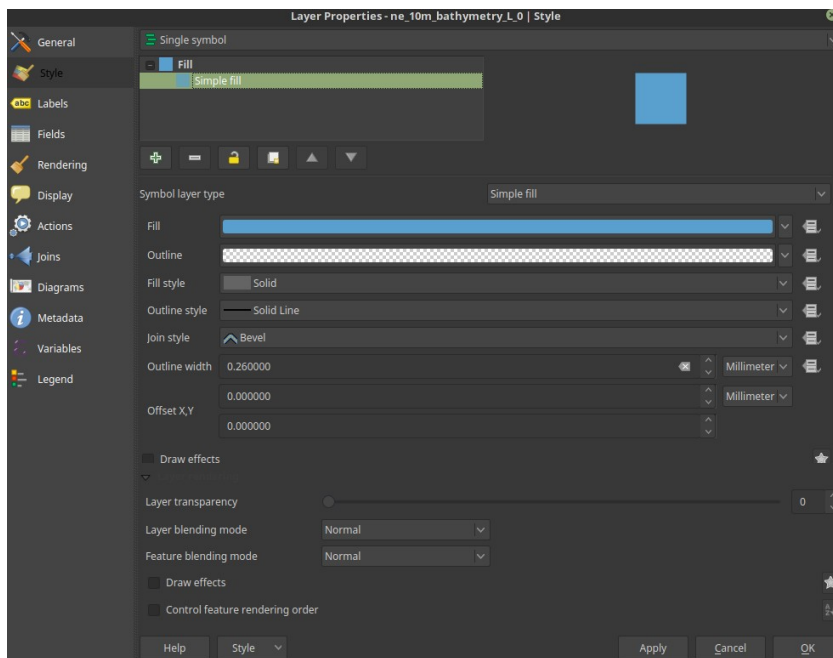 Layer Properties - ne_10m_bathymetry_L_0 | Style
General
Style
Labels
Fields
Rendering
Display
Actions
Joins
Diagrams
Metadata
Variables
Legend
Single symbol
Fill
Simple fill
Symbol layer type Simple fill
Fill
Outline
Fill style Solid
Outline style Solid Line
Join style Bevel
Outline width 0.260000 Millimeter
Offset X,Y 0.000000 Millimeter
0.000000
Draw effects
Layer transparency 0
Layer blending mode Normal
Feature blending mode Normal
Draw effects
Control feature rendering order
Help Style Apply Cancel OK